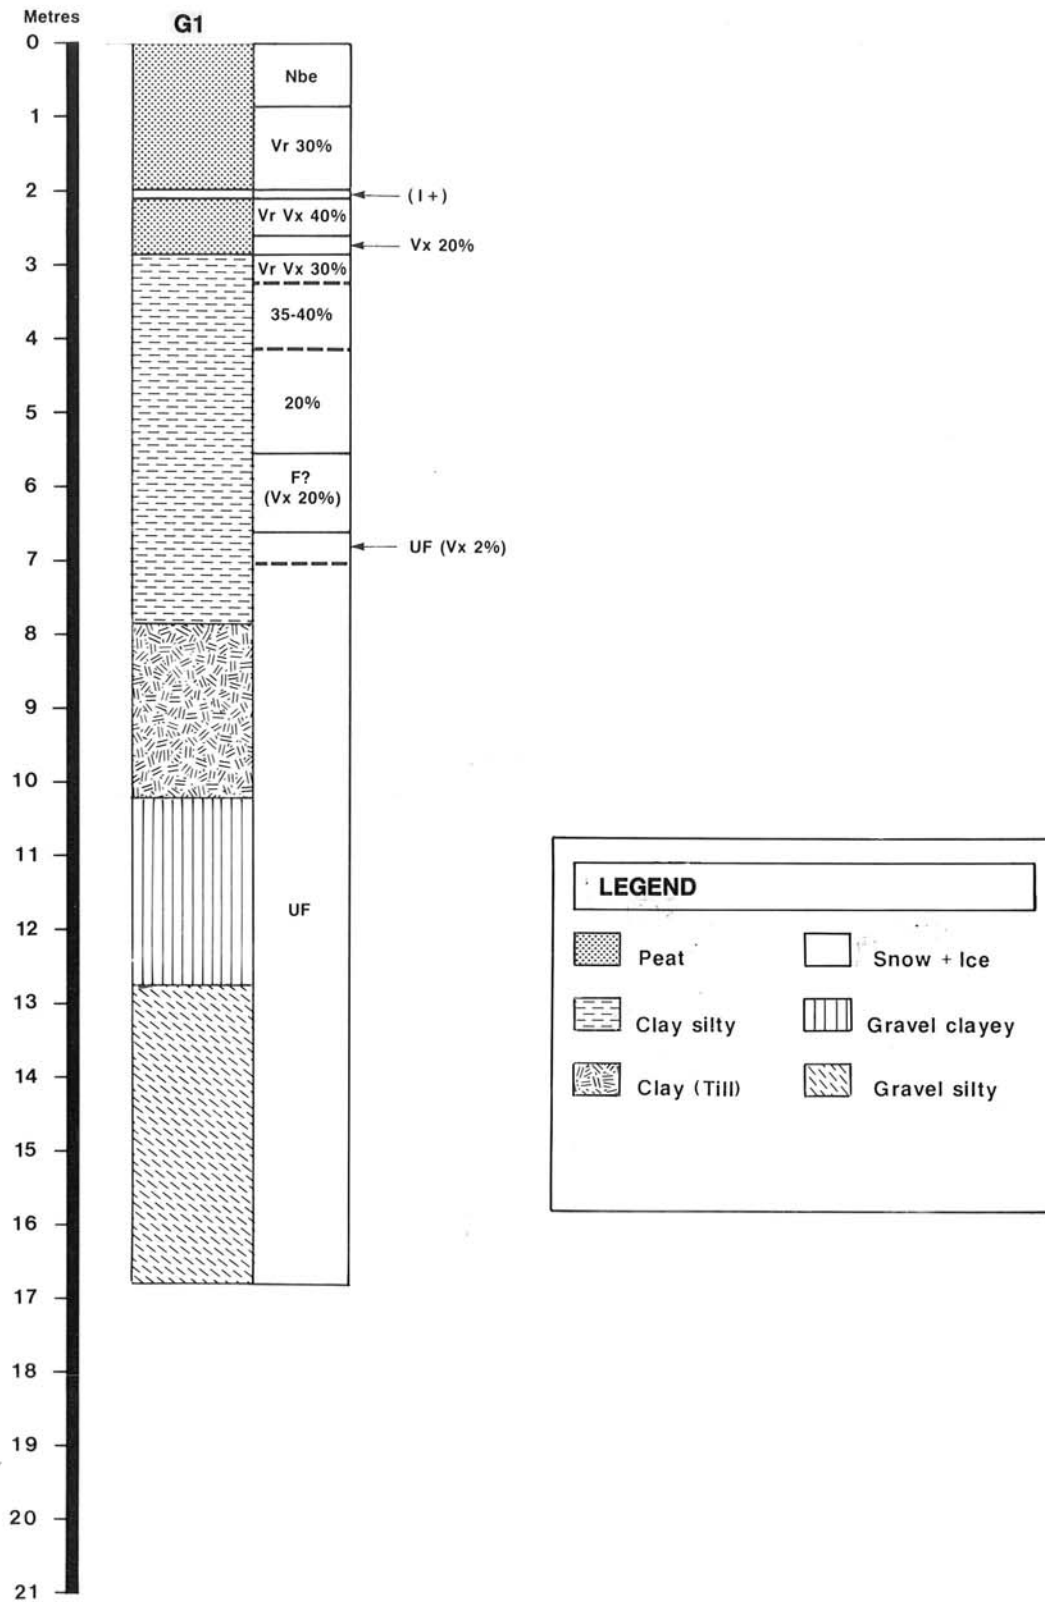 Metres
G1
0
1
2
3
4
5
6
7
8
9
10
11
12
13
14
15
16
17
18
19
20
21
Nbe
Vr 30%
(I+)
Vr Vx 40%
Vx 20%
Vr Vx 30%
35-40%
20%
F?
(Vx 20%)
UF (Vx 2%)
UF
LEGEND
Peat
Snow + Ice
Clay silty
Gravel clayey
Clay (Till)
Gravel silty